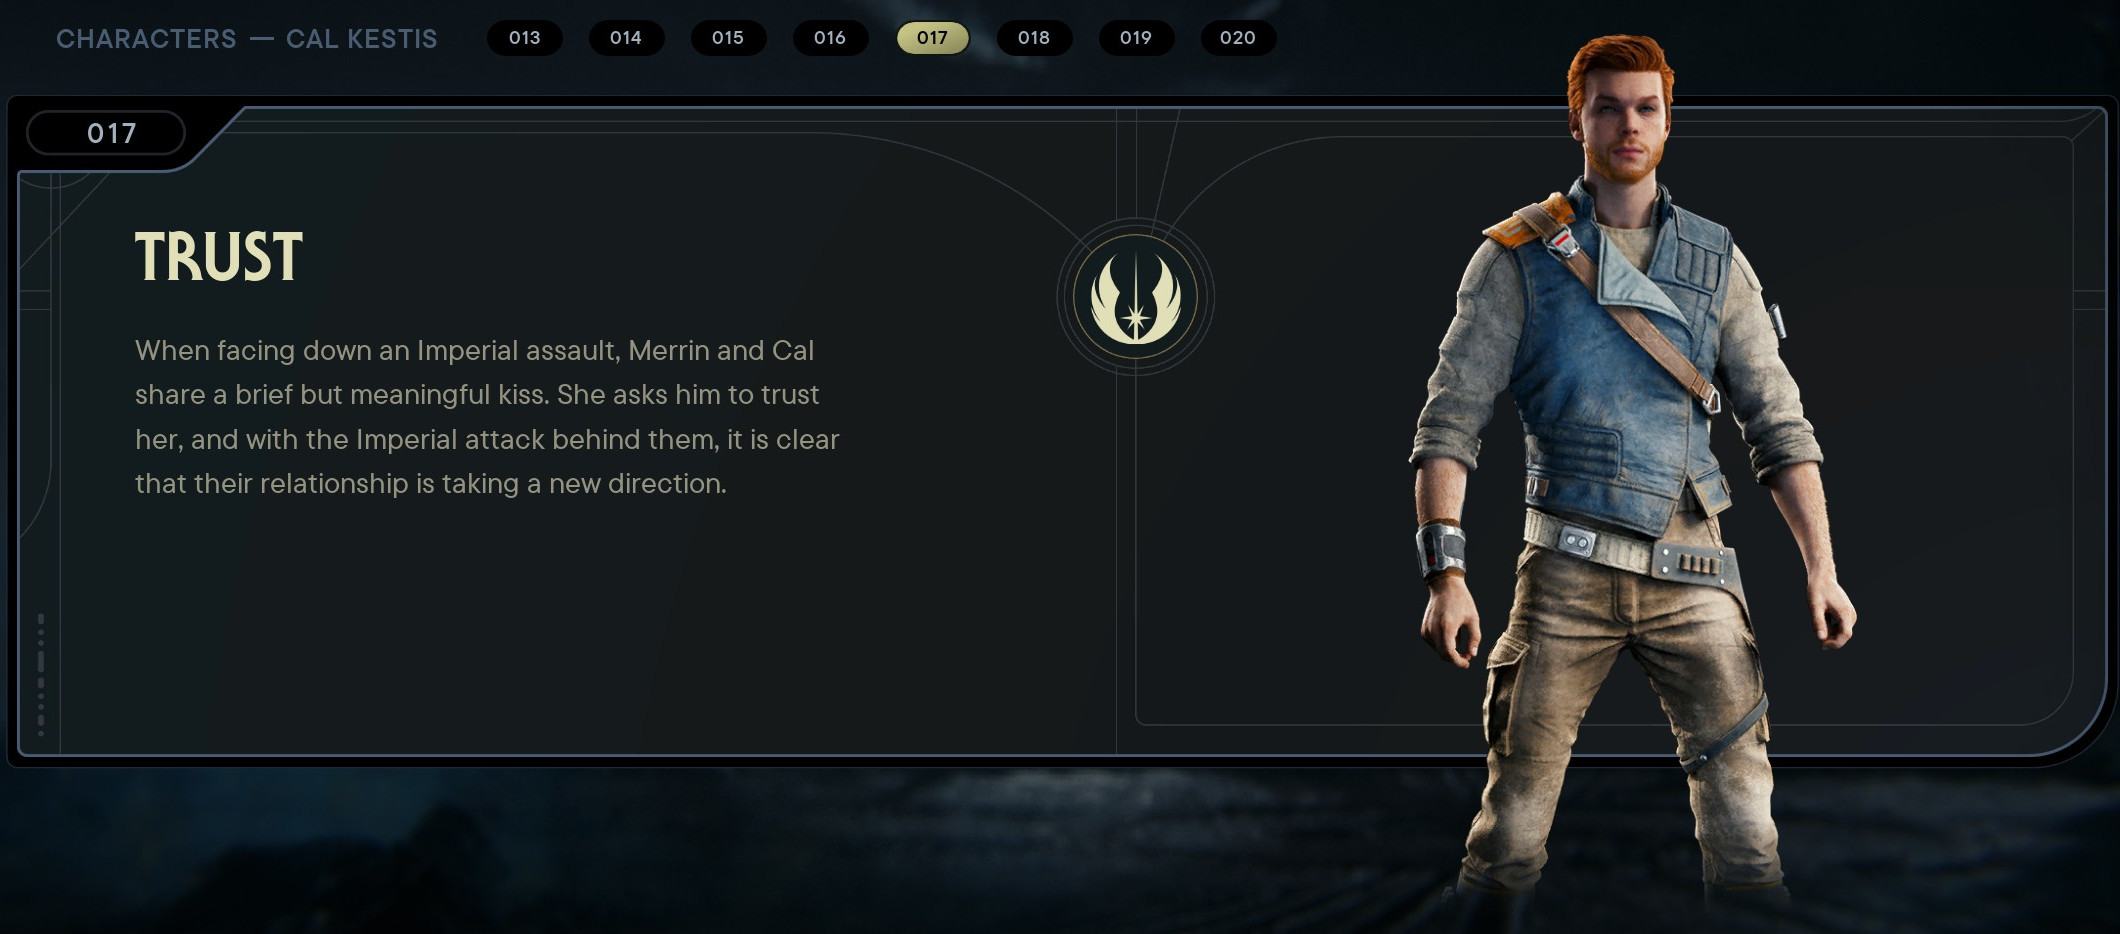 CHARACTERS — CAL KESTIS
013 014 015 016 017 018 019 020
017
TRUST
When facing down an Imperial assault, Merrin and Cal
share a brief but meaningful kiss. She asks him to trust
her, and with the Imperial attack behind them, it is clear
that their relationship is taking a new direction.